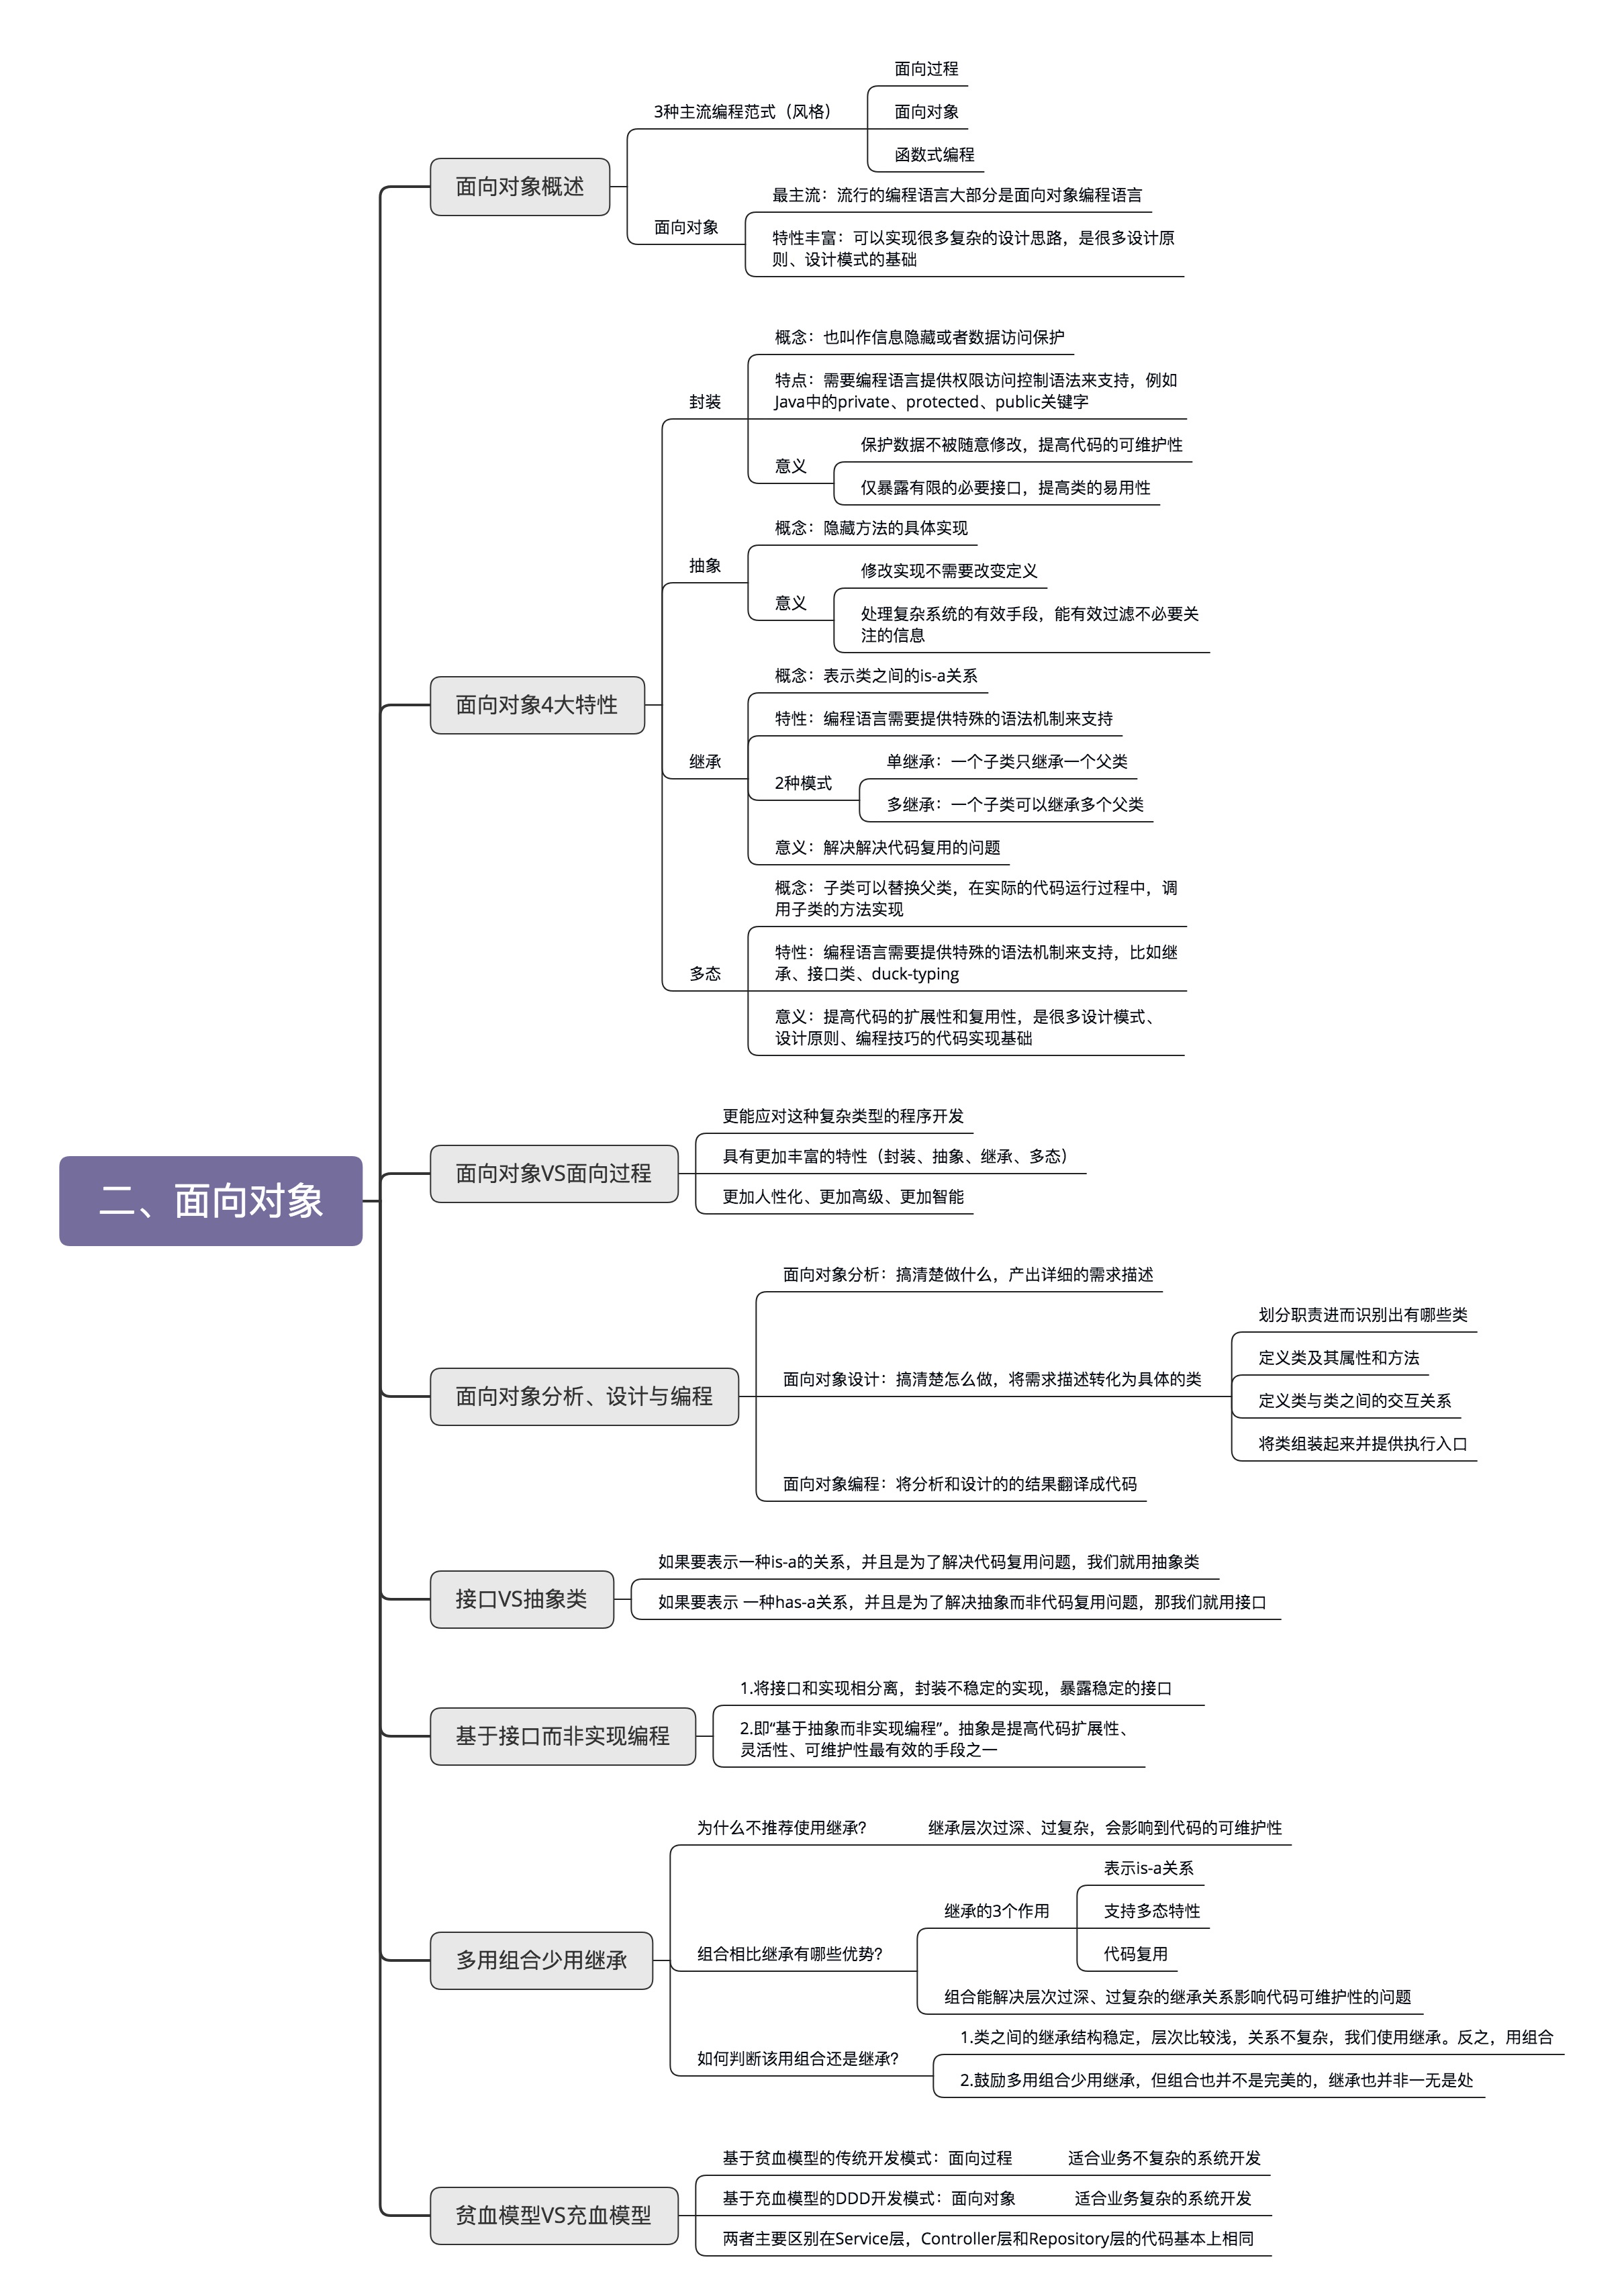 二、面向对象
面向对象概述
3种主流编程范式（风格）
面向过程
面向对象
函数式编程
面向对象
最主流：流行的编程语言大部分是面向对象编程语言
特性丰富：可以实现很多复杂的设计思路，是很多设计原
则、设计模式的基础
面向对象4大特性
封装
概念：也叫作信息隐藏或者数据访问保护
特点：需要编程语言提供权限访问控制语法来支持，例如
Java中的private、protected、public关键字
意义
保护数据不被随意修改，提高代码的可维护性
仅暴露有限的必要接口，提高类的易用性
抽象
概念：隐藏方法的具体实现
意义
修改实现不需要改变定义
处理复杂系统的有效手段，能有效过滤不必要关
注的信息
继承
概念：表示类之间的is-a关系
特性：编程语言需要提供特殊的语法机制来支持
2种模式
单继承：一个子类只继承一个父类
多继承：一个子类可以继承多个父类
意义：解决解决代码复用的问题
多态
概念：子类可以替换父类，在实际的代码运行过程中，调
用子类的方法实现
特性：编程语言需要提供特殊的语法机制来支持，比如继
承、接口类、duck-typing
意义：提高代码的扩展性和复用性，是很多设计模式、
设计原则、编程技巧的代码实现基础
面向对象VS面向过程
更能应对这种复杂类型的程序开发
具有更加丰富的特性（封装、抽象、继承、多态）
更加人性化、更加高级、更加智能
面向对象分析、设计与编程
面向对象分析：搞清楚做什么，产出详细的需求描述
面向对象设计：搞清楚怎么做，将需求描述转化为具体的类
划分职责进而识别出有哪些类
定义类及其属性和方法
定义类与类之间的交互关系
将类组装起来并提供执行入口
面向对象编程：将分析和设计的的结果翻译成代码
接口VS抽象类
如果要表示一种is-a的关系，并且是为了解决代码复用问题，我们就用抽象类
如果要表示 一种has-a关系，并且是为了解决抽象而非代码复用问题，那我们就用接口
基于接口而非实现编程
1.将接口和实现相分离，封装不稳定的实现，暴露稳定的接口
2.即“基于抽象而非实现编程”。抽象是提高代码扩展性、
灵活性、可维护性最有效的手段之一
多用组合少用继承
为什么不推荐使用继承？
继承层次过深、过复杂，会影响到代码的可维护性
组合相比继承有哪些优势？
继承的3个作用
表示is-a关系
支持多态特性
代码复用
组合能解决层次过深、过复杂的继承关系影响代码可维护性的问题
如何判断该用组合还是继承？
1.类之间的继承结构稳定，层次比较浅，关系不复杂，我们使用继承。反之，用组合
2.鼓励多用组合少用继承，但组合也并不是完美的，继承也并非一无是处
贫血模型VS充血模型
基于贫血模型的传统开发模式：面向过程
适合业务不复杂的系统开发
基于充血模型的DDD开发模式：面向对象
适合业务复杂的系统开发
两者主要区别在Service层，Controller层和Repository层的代码基本上相同